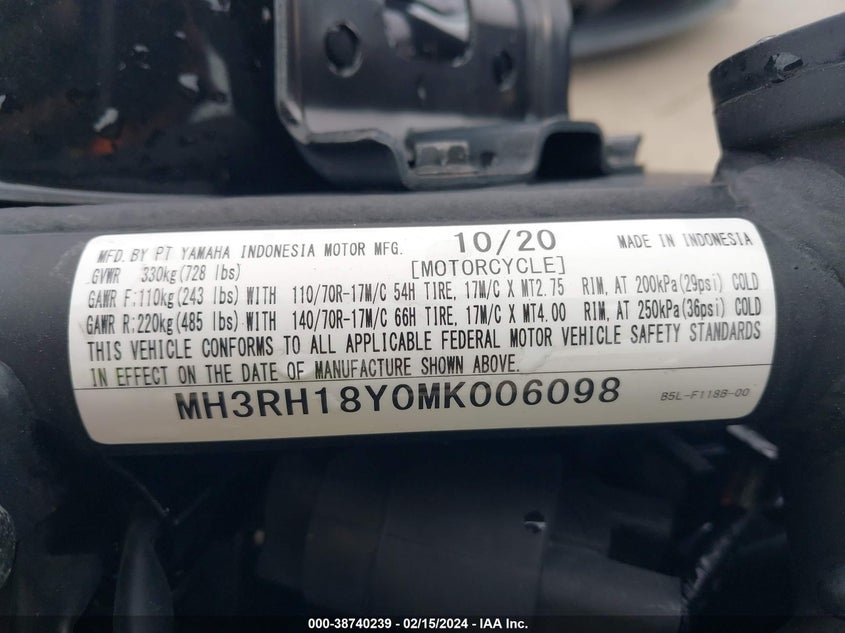 MFD. BY PT YAMAHA INDONESIA MOTOR MFG. 10/20 MADE IN INDONESIA
GVWR 330kg(728 lbs) [MOTORCYCLE]
GAWR F:110kg(243 lbs) WITH 110/70R-17M/C 54H TIRE, 17M/C X MT2.75 RIM, AT 200kPa(29psi) COLD
GAWR R:220kg(485 lbs) WITH 140/70R-17M/C 66H TIRE, 17M/C X MT4.00 RIM, AT 250kPa(36psi) COLD
THIS VEHICLE CONFORMS TO ALL APPLICABLE FEDERAL MOTOR VEHICLE SAFETY STANDARDS
IN EFFECT ON THE DATE OF MANUFACTURE SHOWN ABOVE.
MH3RH18Y0MK006098 B5L-F118B-00
000-38740239 - 02/15/2024 - IAA Inc.